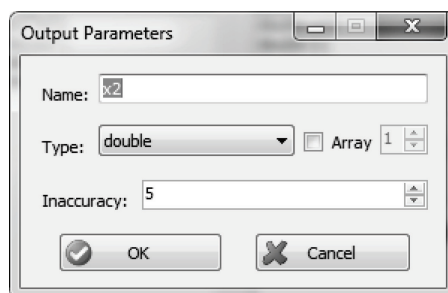 Output Parameters
Name: x2
Type: double Array 1
Inaccuracy: 5
OK Cancel